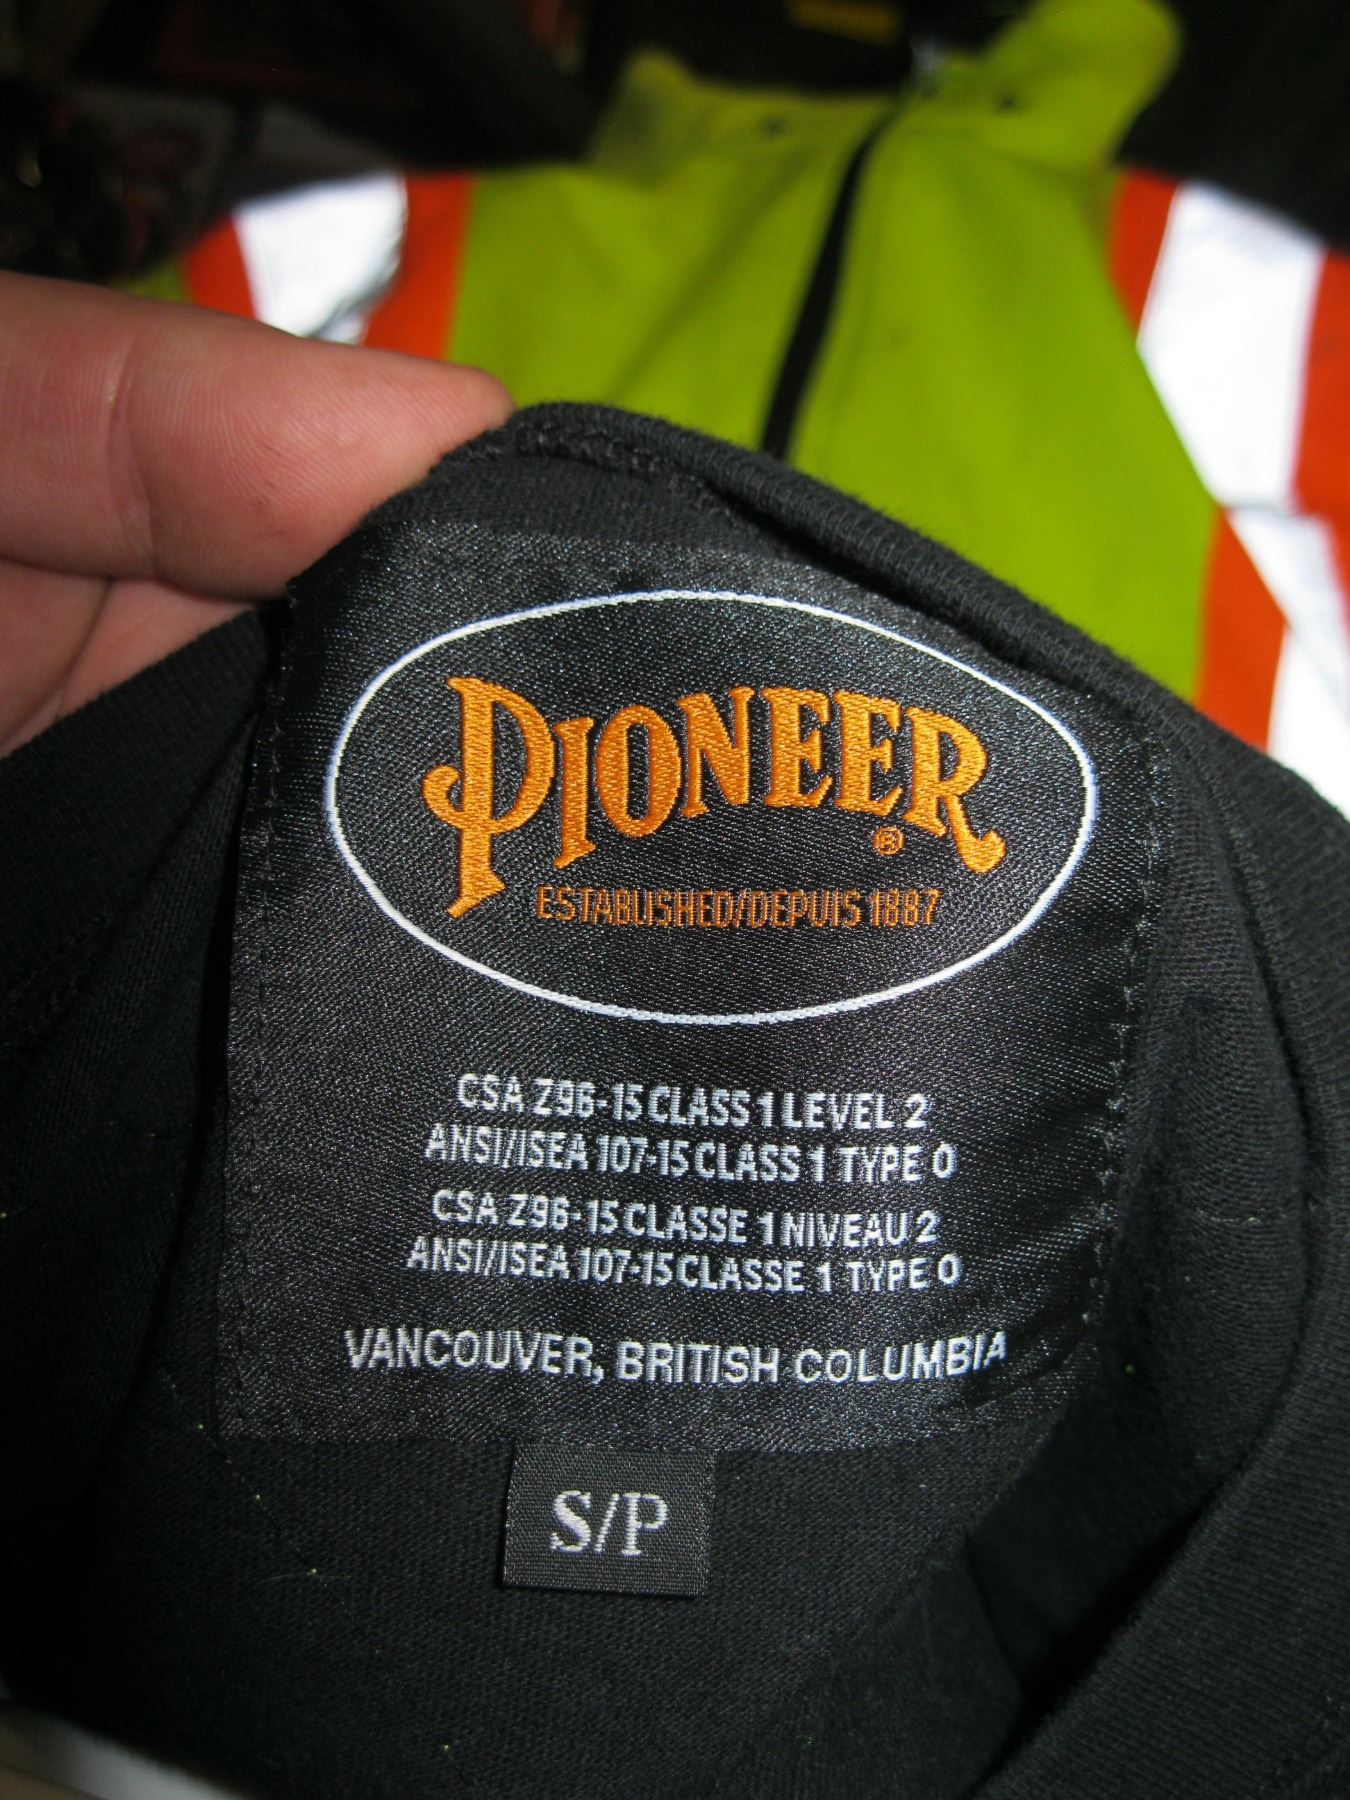 PIONEER®
ESTABLISHED/DEPUIS 1887
CSA Z96-15 CLASS 1 LEVEL 2
ANSI/ISEA 107-15 CLASS 1 TYPE O
CSA Z96-15 CLASSE 1 NIVEAU 2
ANSI/ISEA 107-15 CLASSE 1 TYPE O
VANCOUVER, BRITISH COLUMBIA
S/P